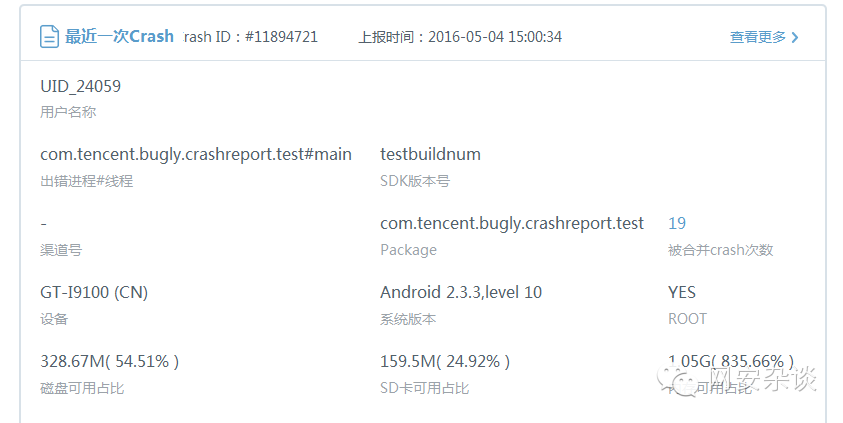 最近一次Crash rash ID：#11894721 上报时间：2016-05-04 15:00:34 查看更多
UID_24059
用户名称
com.tencent.bugly.crashreport.test#main testbuildnum
出错进程#线程 SDK版本号
- com.tencent.bugly.crashreport.test 19
渠道号 Package 被合并crash次数
GT-I9100 (CN) Android 2.3.3,level 10 YES
设备 系统版本 ROOT
328.67M( 54.51% ) 159.5M( 24.92% ) 1.05G( 835.66% )
磁盘可用占比 SD卡可用占比 可用占比
网安杂谈